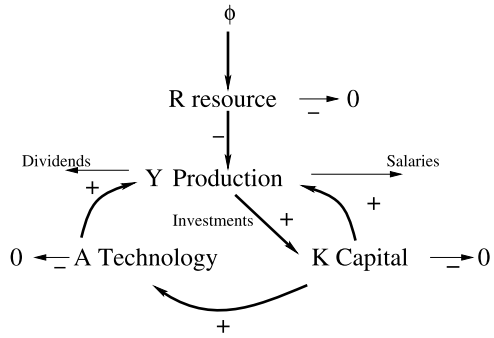 ϕ
R resource
− 0
−
Dividends
Salaries
+
Y Production
+
Investments
+
0
− A Technology
K Capital
− 0
+